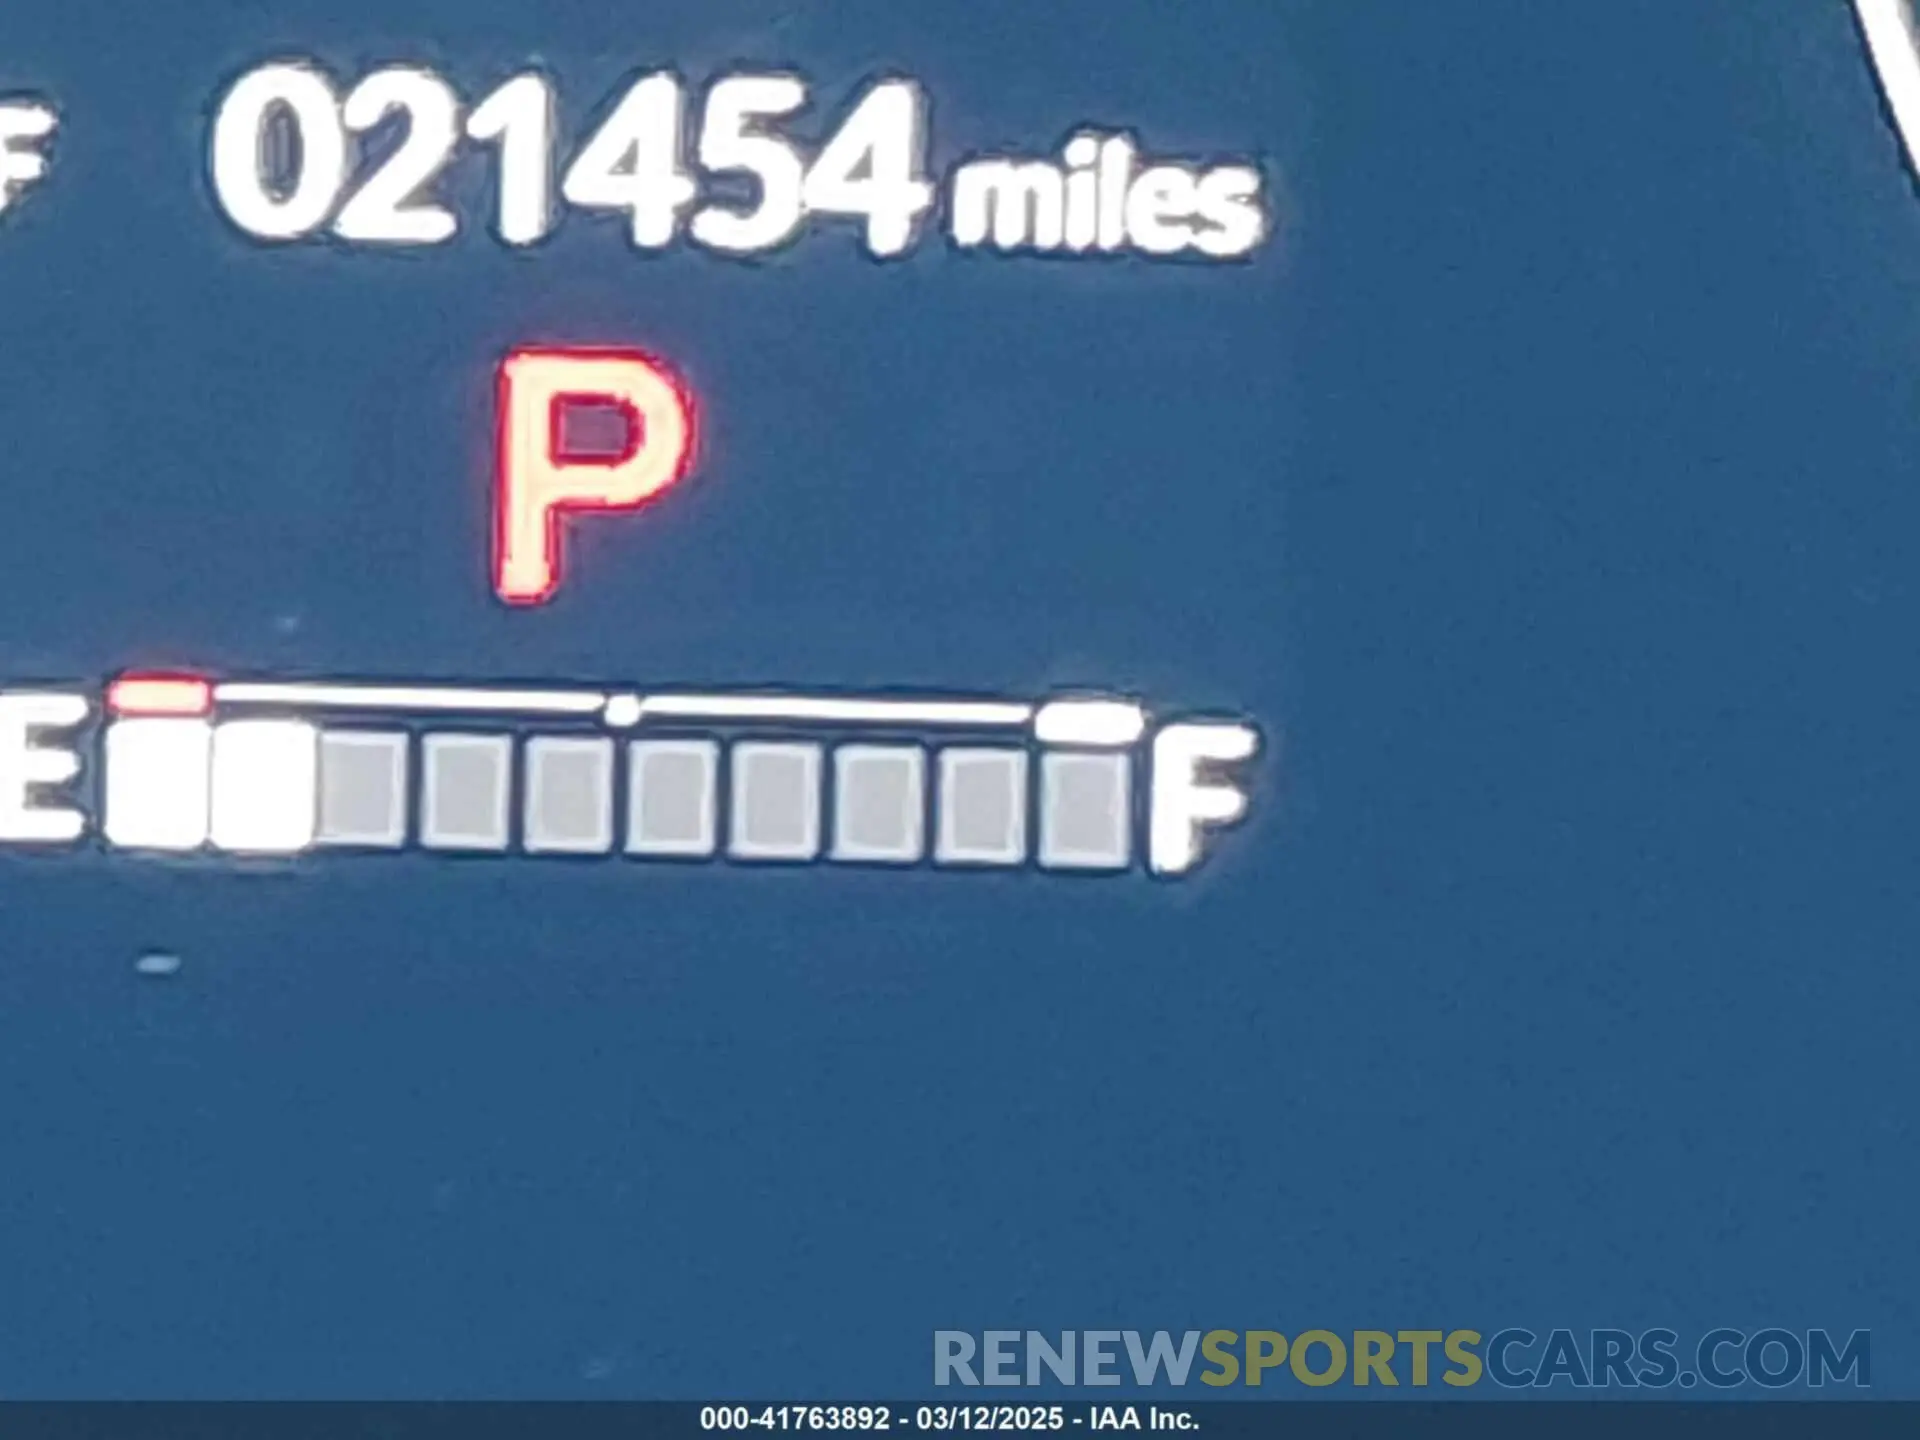 F 021454 miles
P
E F
RENEWSPORTSCARS.COM
000-41763892 - 03/12/2025 - IAA Inc.